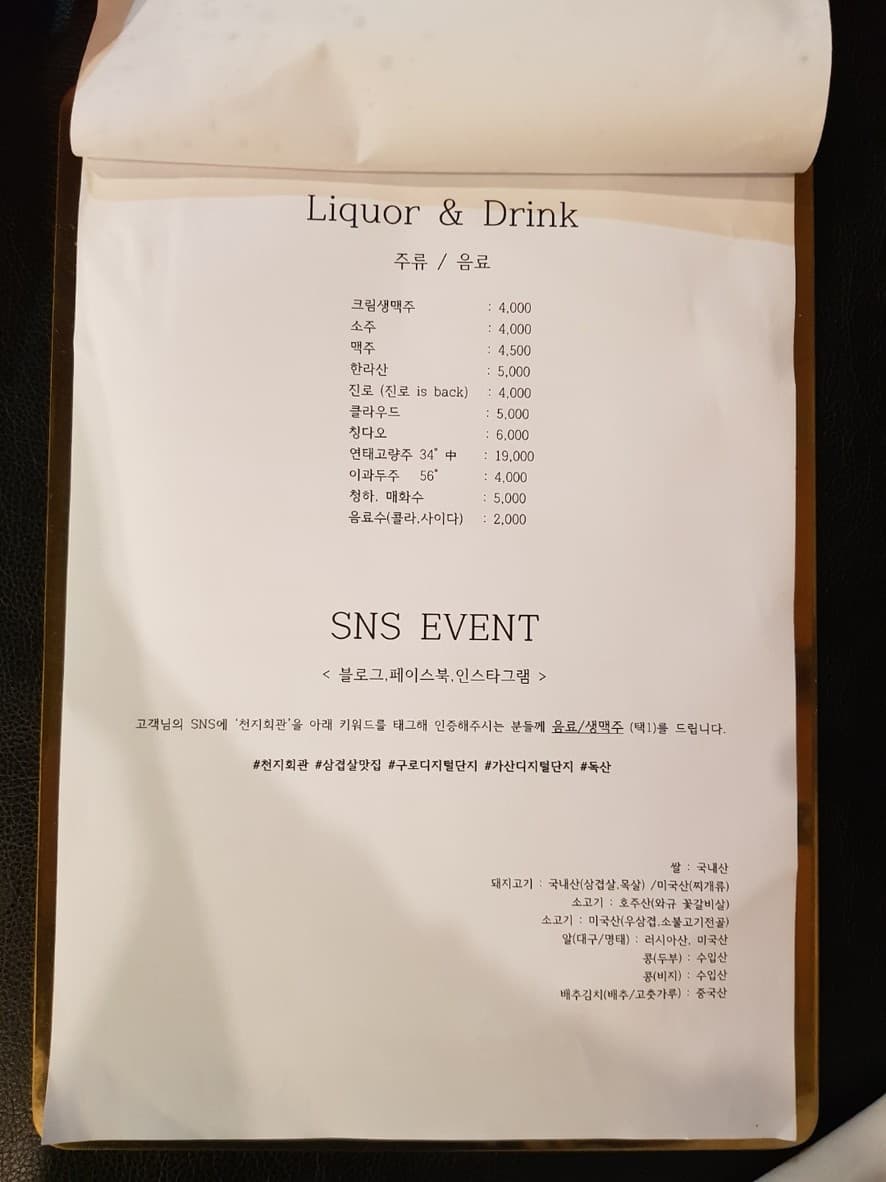 Liquor & Drink
주류 / 음료
크림생맥주 : 4,000
소주 : 4,000
맥주 : 4,500
한라산 : 5,000
진로 (진로 is back) : 4,000
클라우드 : 5,000
칭다오 : 6,000
연태고량주 34˚ 中 : 19,000
이과두주 56˚ : 4,000
청하, 매화수 : 5,000
음료수(콜라,사이다) : 2,000
SNS EVENT
< 블로그,페이스북,인스타그램 >
고객님의 SNS에 '천지회관'을 아래 키워드를 태그해 인증해주시는 분들께 음료/생맥주 (택1)를 드립니다.
#천지회관 #삼겹살맛집 #구로디지털단지 #가산디지털단지 #독산
쌀 : 국내산
돼지고기 : 국내산(삼겹살,목살) /미국산(찌개류)
소고기 : 호주산(와규 꽃갈비살)
소고기 : 미국산(우삼겹,소불고기전골)
알(대구/명태) : 러시아산, 미국산
콩(두부) : 수입산
콩(비지) : 수입산
배추김치(배추/고춧가루) : 중국산